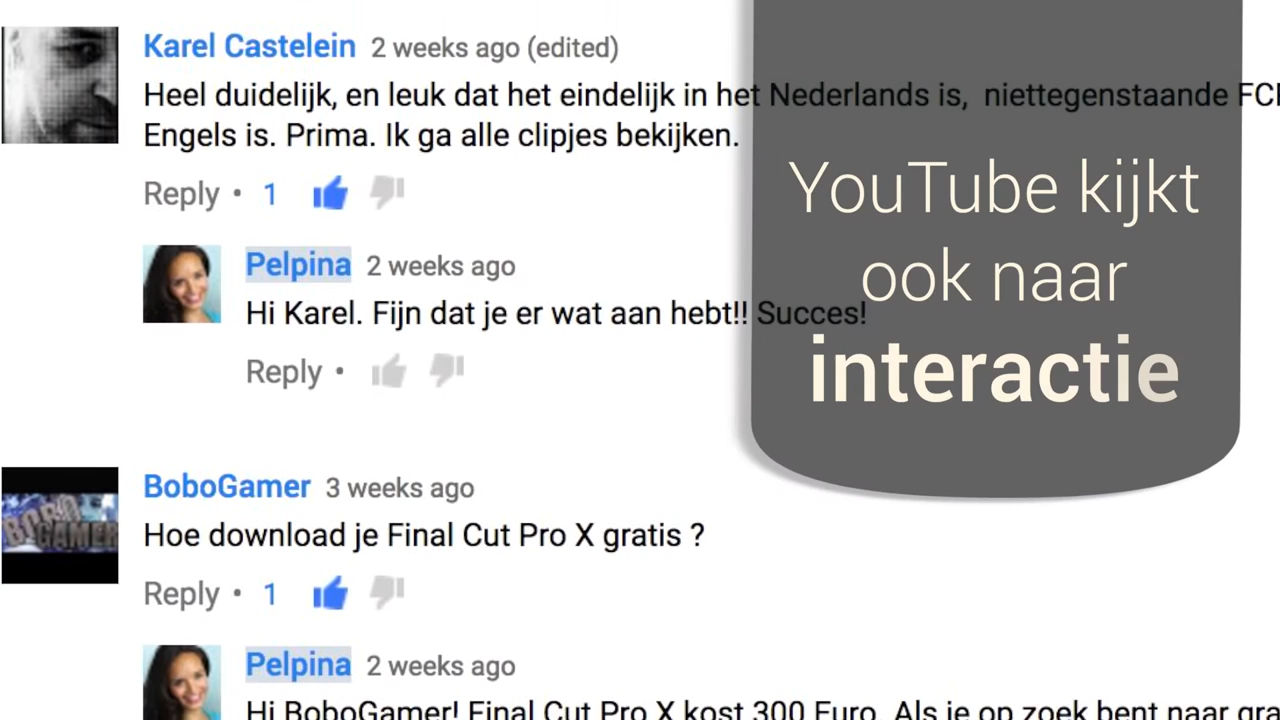 Karel Castelein 2 weeks ago (edited)
Heel duidelijk, en leuk dat het eindelijk in het Nederlands is, niettegenstaande
Engels is. Prima. Ik ga alle clipjes bekijken.
Reply • 1
Pelpina 2 weeks ago
Hi Karel. Fijn dat je er wat aan hebt!! Succes!
Reply •
BoboGamer 3 weeks ago
Hoe download je Final Cut Pro X gratis ?
Reply • 1
Pelpina 2 weeks ago
Hi BoboGamer! Final Cut Pro X kost 300 Euro. Als je op zoek bent naar
YouTube kijkt
ook naar
interactie
BOBO
GAMER